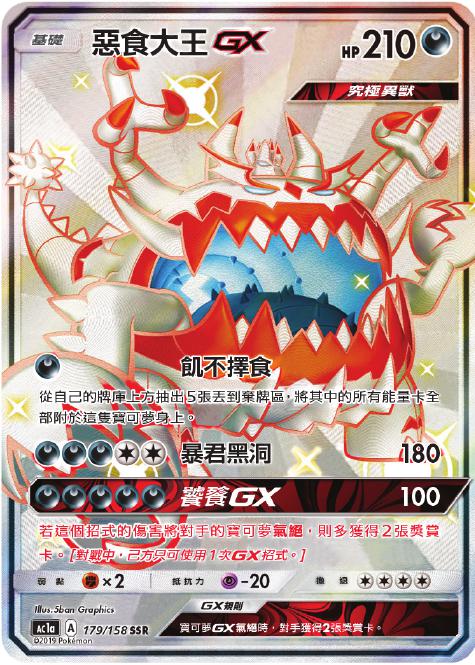 基礎 惡食大王GX HP210
究極異獸
飢不擇食
從自己的牌庫上方抽出5張丟到棄牌區，將其中的所有能量卡全
部附於這隻寶可夢身上。
暴君黑洞 180
饕餮GX 100
若這個招式的傷害將對手的寶可夢氣絕，則多獲得2張獎賞
卡。[對戰中，己方只可使用1次GX招式。]
弱點 ×2 抵抗力 -20 撤退
Illus.5ban Graphics GX規則
AC1a A 179/158 SSR 寶可夢GX氣絕時，對手獲得2張獎賞卡。
©2019 Pokémon